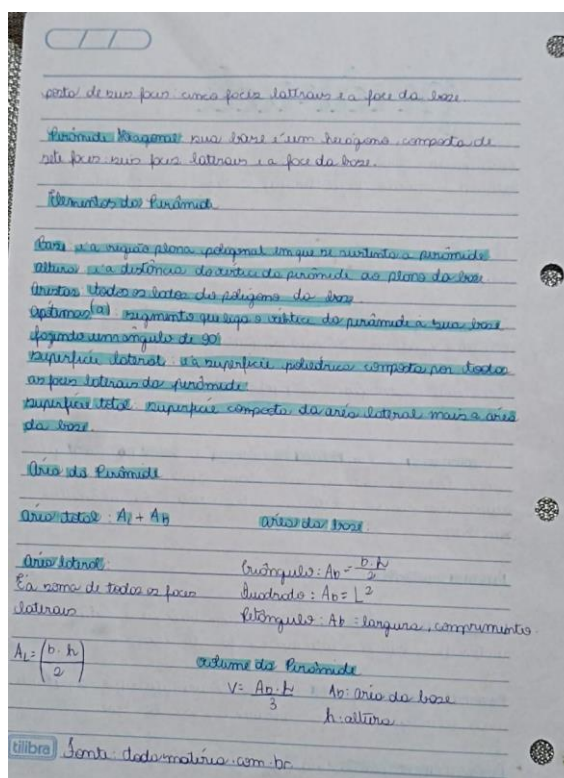 posta de seus faces cinco faces laterais e a face da base.
Pirâmide Hexagonal sua base é um hexágono, composta de
sete faces: seis faces laterais e a face da base.
Elementos da Pirâmide
Base é a região plana poligonal em que se sustenta a pirâmide
altura é a distância do vértice da pirâmide ao plano da base
Arestas todos os lados do polígono da base
Apótemas(a) segmento que liga o vértice da pirâmide à sua base
fazendo um ângulo de 90°
superfície lateral: é a superfície poliédrica composta por todas
as faces laterais da pirâmide
superfície total: superfície composta da área lateral mais a área
da base.
Área da Pirâmide
área total: Al + Ab
área da base
área lateral:
É a soma de todas as faces
laterais
Triângulo: Ab = b.h/2
Quadrado: Ab = L²
Retângulo: Ab = largura, comprimento.
AL = (b.h/2)
volume da Pirâmide
V = Ab.h/3
Ab: área da base
h: altura
tilibra
Fonte: todamatéria.com.br